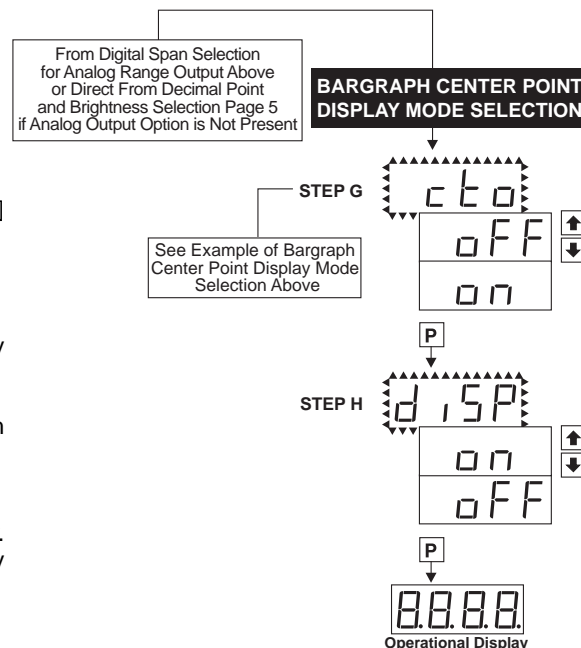 From Digital Span Selection
for Analog Range Output Above
or Direct From Decimal Point
and Brightness Selection Page 5
if Analog Output Option is Not Present
BARGRAPH CENTER POINT
DISPLAY MODE SELECTION
STEP G
cto
oFF
on
See Example of Bargraph
Center Point Display Mode
Selection Above
P
STEP H
diSP
on
oFF
P
8.8.8.8.
Operational Display